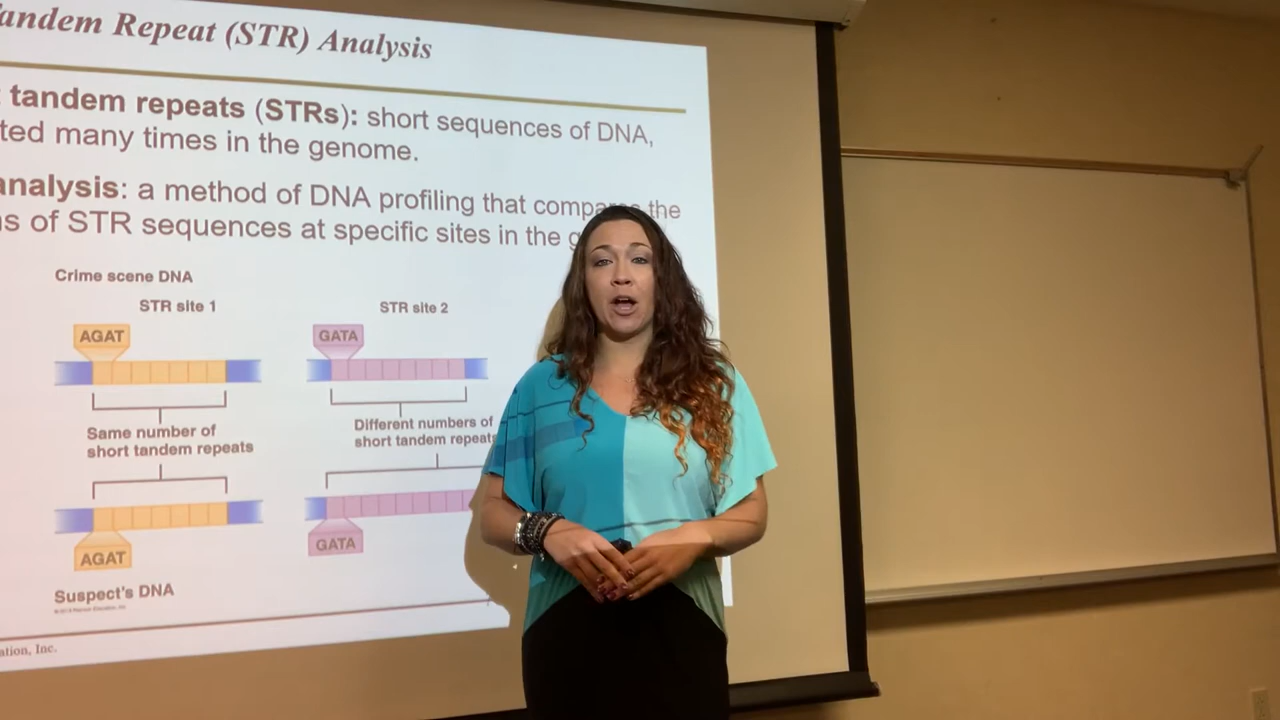 andem Repeat (STR) Analysis
tandem repeats (STRs): short sequences of DNA,
ted many times in the genome.
analysis: a method of DNA profiling that compares the
s of STR sequences at specific sites in the g
Crime scene DNA
STR site 1
STR site 2
AGAT
GATA
Same number of
short tandem repeats
Different numbers of
short tandem repeats
AGAT
GATA
Suspect's DNA
ation, Inc.